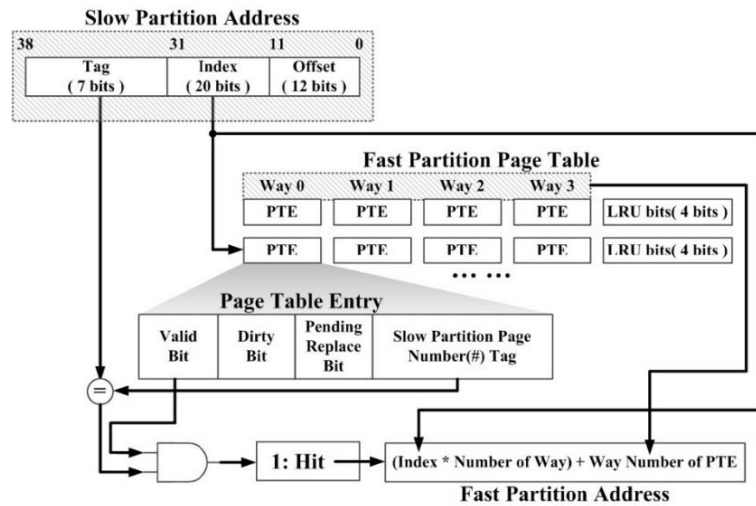 Slow Partition Address
38 31 11 0
Tag Index Offset
( 7 bits ) ( 20 bits ) ( 12 bits )
Fast Partition Page Table
Way 0 Way 1 Way 2 Way 3
PTE PTE PTE PTE LRU bits( 4 bits )
PTE PTE PTE PTE LRU bits( 4 bits )
... ...
Page Table Entry
Valid Bit
Dirty Bit
Pending Replace Bit
Slow Partition Page Number(#) Tag
=
1: Hit
(Index * Number of Way) + Way Number of PTE
Fast Partition Address